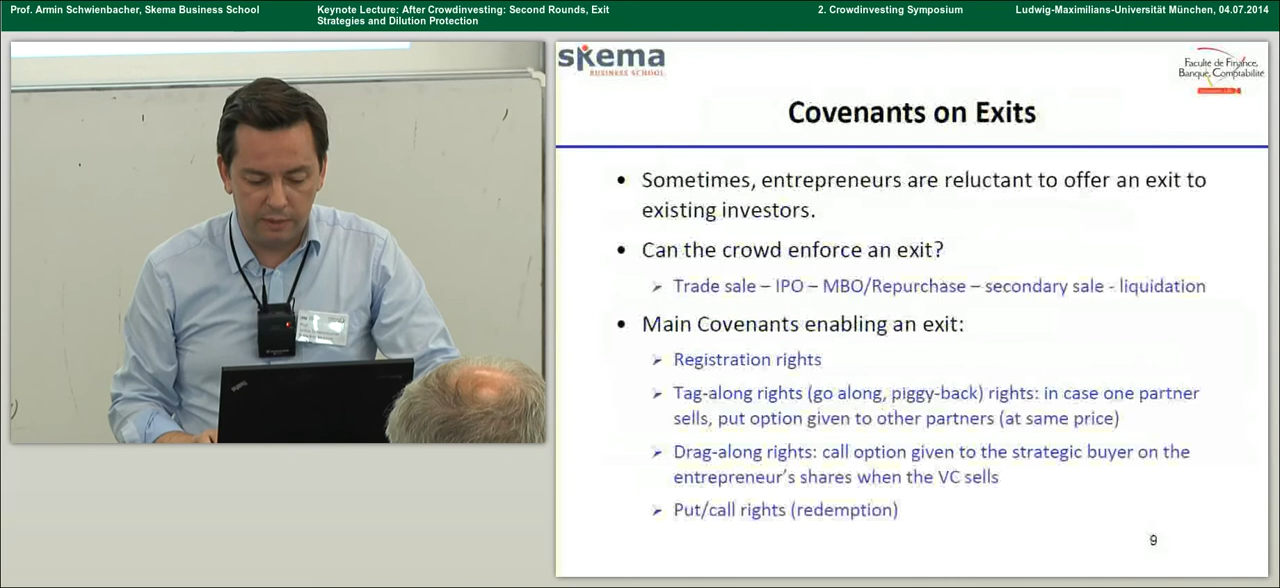 Prof. Armin Schwienbacher, Skema Business School
Keynote Lecture: After Crowdinvesting: Second Rounds, Exit
Strategies and Dilution Protection
2. Crowdinvesting Symposium
Ludwig-Maximilians-Universität München, 04.07.2014
skema
BUSINESS SCHOOL
Faculté de Finance,
Banque, Comptabilité
Covenants on Exits
• Sometimes, entrepreneurs are reluctant to offer an exit to
existing investors.
• Can the crowd enforce an exit?
➢ Trade sale – IPO – MBO/Repurchase – secondary sale - liquidation
• Main Covenants enabling an exit:
➢ Registration rights
➢ Tag-along rights (go along, piggy-back) rights: in case one partner
sells, put option given to other partners (at same price)
➢ Drag-along rights: call option given to the strategic buyer on the
entrepreneur's shares when the VC sells
➢ Put/call rights (redemption)
9